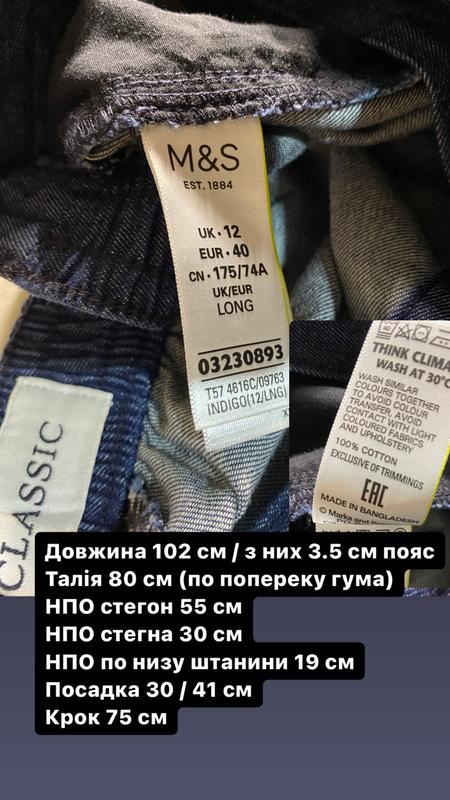 M&S
EST. 1884
UK • 12
EUR • 40
CN • 175/74A
UK/EUR
LONG
03230893
T57 4616C/09763
INDIGO(12/LNG)
CLASSIC
40
THINK CLIMA
WASH AT 30°C
WASH SIMILAR
COLOURS TOGETHER
TO AVOID COLOUR
TRANSFER, AVOID
CONTACT WITH LIGHT
COLOURED FABRICS
AND UPHOLSTERY
100% COTTON
EXCLUSIVE OF TRIMMINGS
EAC
MADE IN BANGLADESH
© Marks and
Довжина 102 см / з них 3.5 см пояс
Талія 80 см (по попереку гума)
НПО стегон 55 см
НПО стегна 30 см
НПО по низу штанини 19 см
Посадка 30 / 41 см
Крок 75 см